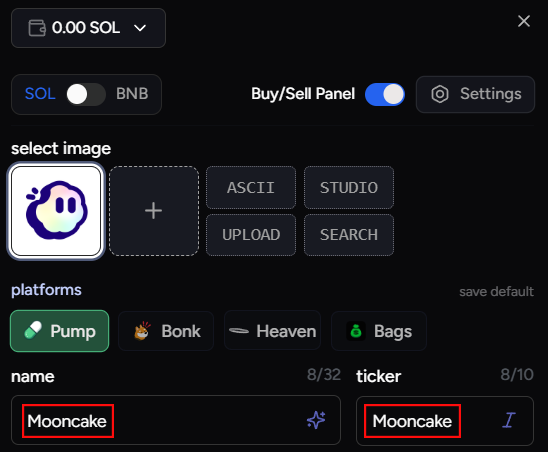 0.00 SOL
SOL BNB Buy/Sell Panel Settings
select image
ASCII STUDIO
UPLOAD SEARCH
platforms save default
Pump Bonk Heaven Bags
name 8/32 ticker 8/10
Mooncake Mooncake